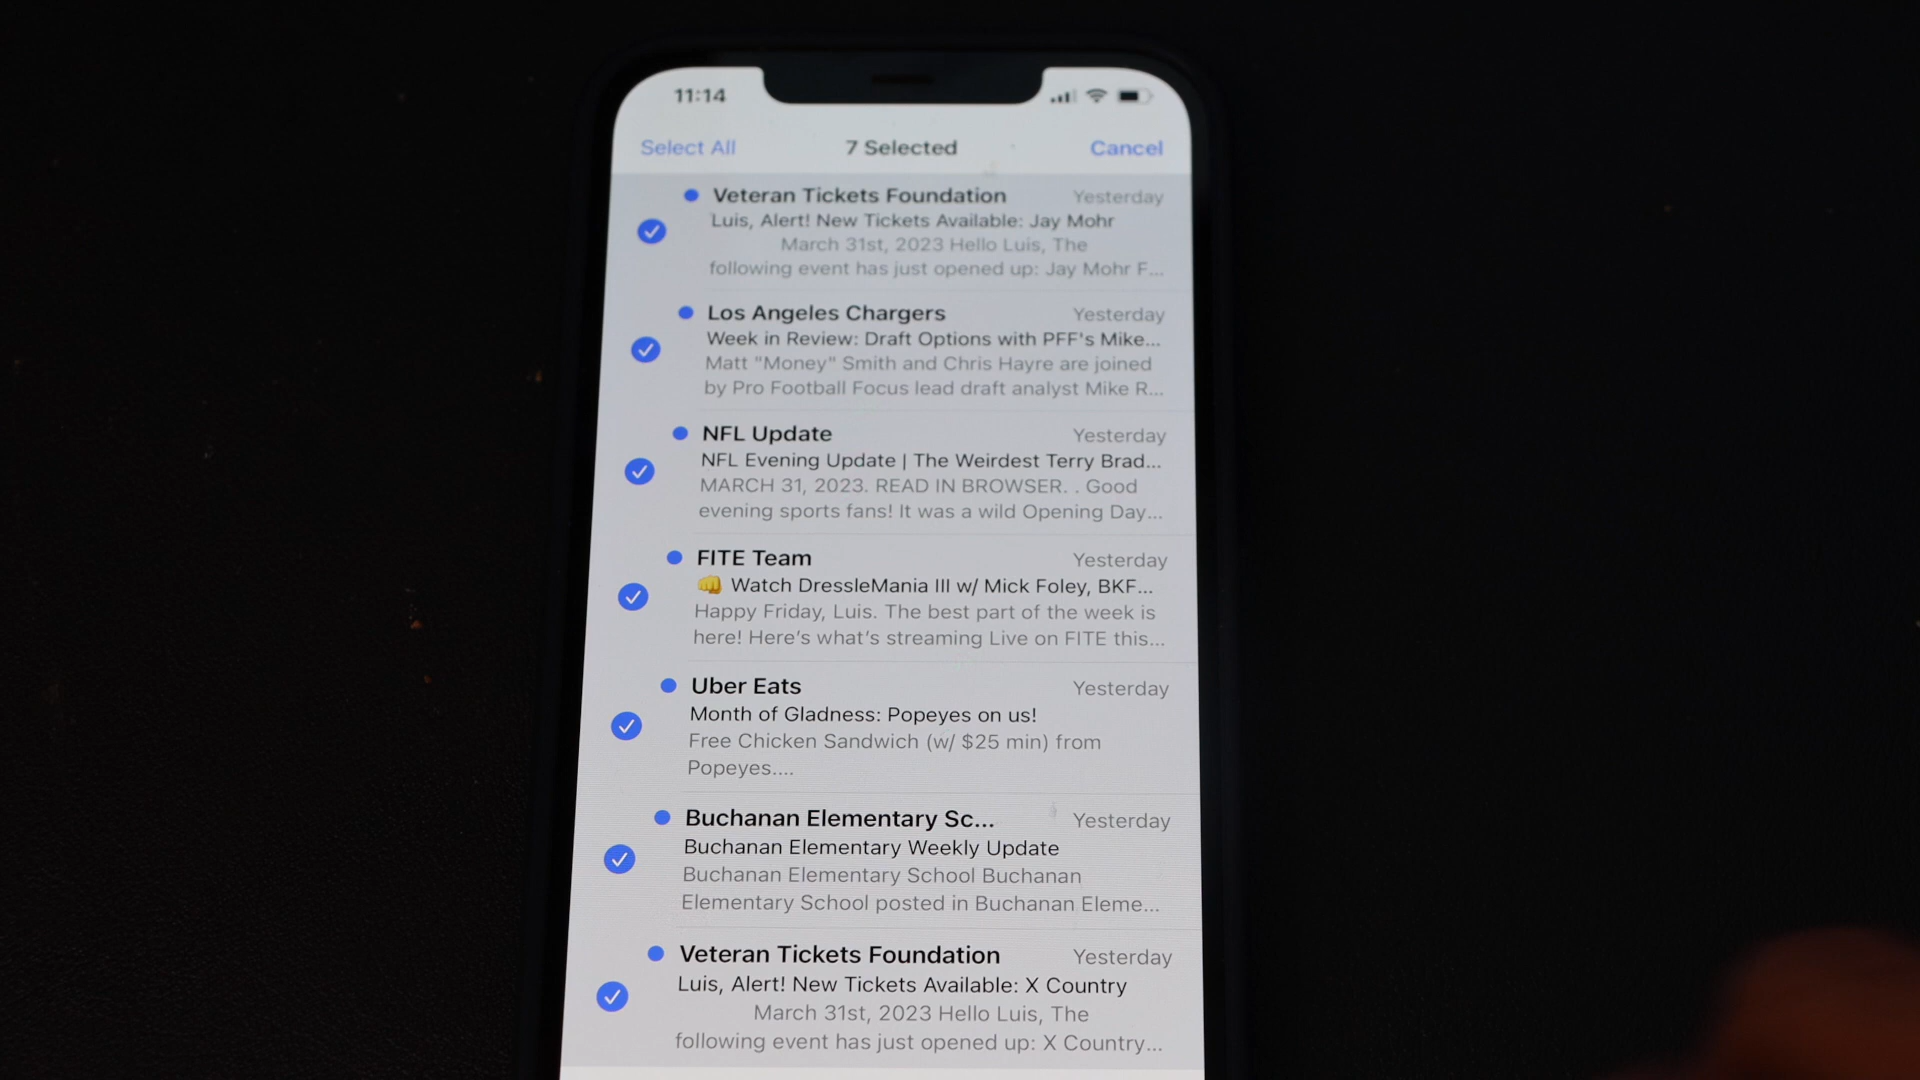 11:14
Select All 7 Selected Cancel
Veteran Tickets Foundation Yesterday
Luis, Alert! New Tickets Available: Jay Mohr
March 31st, 2023 Hello Luis, The
following event has just opened up: Jay Mohr F...
Los Angeles Chargers Yesterday
Week in Review: Draft Options with PFF's Mike...
Matt "Money" Smith and Chris Hayre are joined
by Pro Football Focus lead draft analyst Mike R...
NFL Update Yesterday
NFL Evening Update | The Weirdest Terry Brad...
MARCH 31, 2023. READ IN BROWSER. . Good
evening sports fans! It was a wild Opening Day...
FITE Team Yesterday
👊 Watch DressleMania III w/ Mick Foley, BKF...
Happy Friday, Luis. The best part of the week is
here! Here's what's streaming Live on FITE this...
Uber Eats Yesterday
Month of Gladness: Popeyes on us!
Free Chicken Sandwich (w/ $25 min) from
Popeyes....
Buchanan Elementary Sc... Yesterday
Buchanan Elementary Weekly Update
Buchanan Elementary School Buchanan
Elementary School posted in Buchanan Eleme...
Veteran Tickets Foundation Yesterday
Luis, Alert! New Tickets Available: X Country
March 31st, 2023 Hello Luis, The
following event has just opened up: X Country...